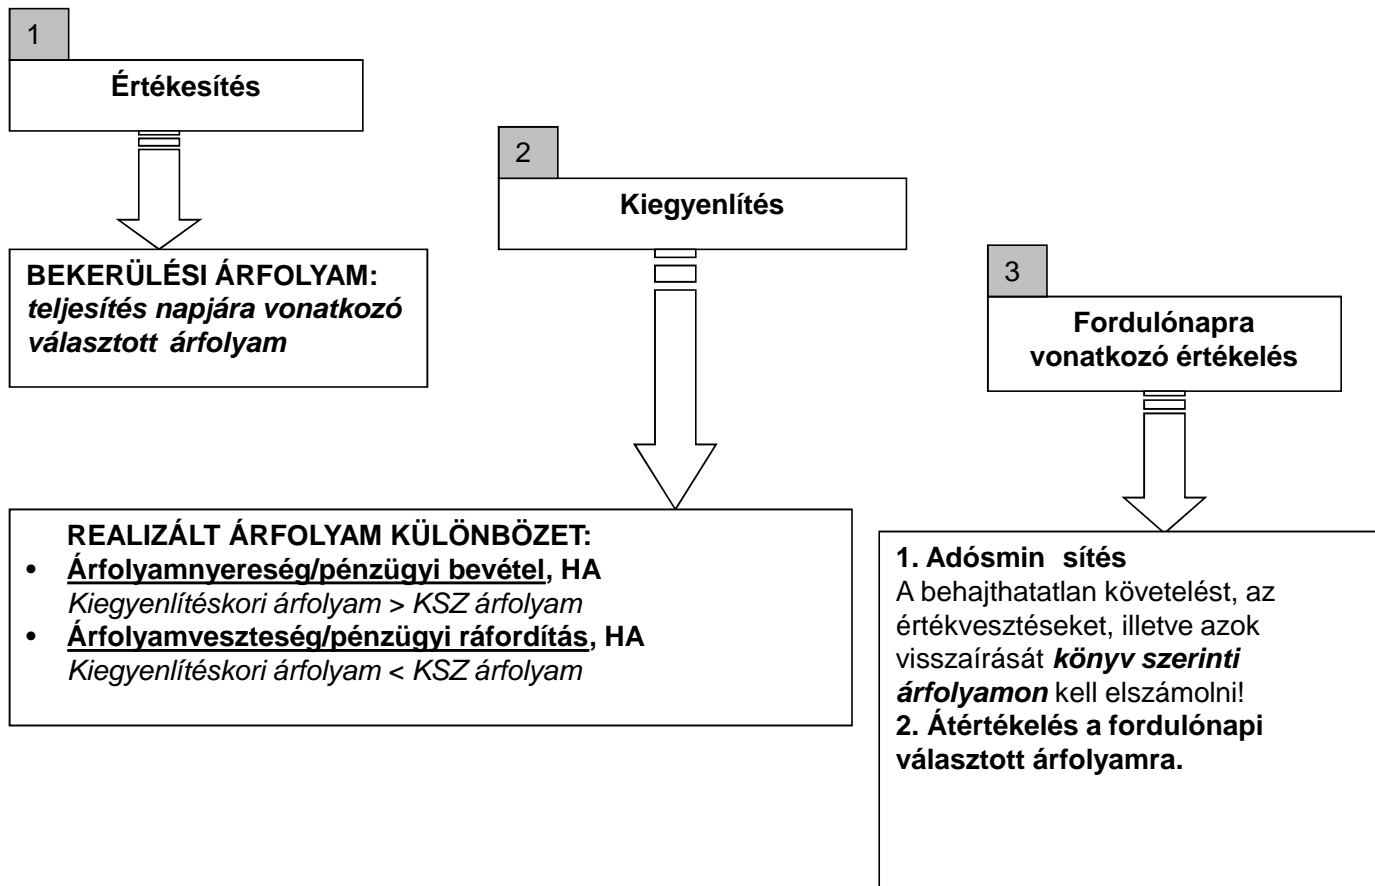 1
Értékesítés
BEKERÜLÉSI ÁRFOLYAM:
teljesítés napjára vonatkozó
választott árfolyam
2
Kiegyenlítés
REALIZÁLT ÁRFOLYAM KÜLÖNBÖZET:
• Árfolyamnyereség/pénzügyi bevétel, HA
Kiegyenlítéskori árfolyam > KSZ árfolyam
• Árfolyamveszteség/pénzügyi ráfordítás, HA
Kiegyenlítéskori árfolyam < KSZ árfolyam
3
Fordulónapra
vonatkozó értékelés
1. Adósmin sítés
A behajthatatlan követelést, az
értékvesztéseket, illetve azok
visszaírását könyv szerinti
árfolyamon kell elszámolni!
2. Átértékelés a fordulónapi
választott árfolyamra.